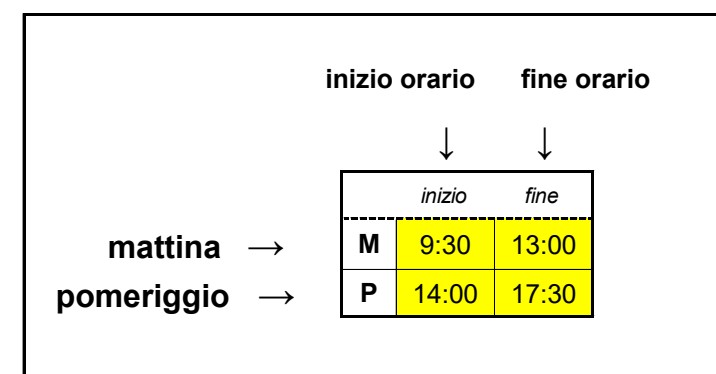 inizio orario fine orario
↓ ↓
inizio fine
mattina → M 9:30 13:00
pomeriggio → P 14:00 17:30